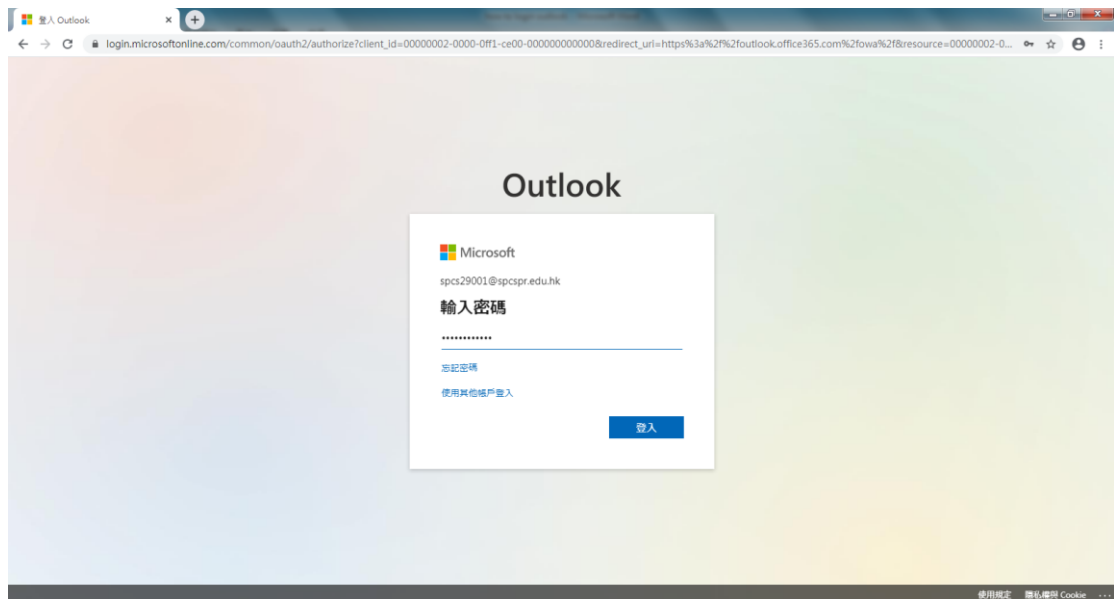 登入 Outlook
login.microsoftonline.com/common/oauth2/authorize?client_id=00000002-0000-0ff1-ce00-000000000000&redirect_uri=https%3a%2f%2foutlook.office365.com%2fowa%2f&resource=00000002-0...
Outlook
Microsoft
spcs29001@spcspr.edu.hk
輸入密碼
••••••••••••
忘記密碼
使用其他帳戶登入
登入
使用規定 隱私權與 Cookie ...